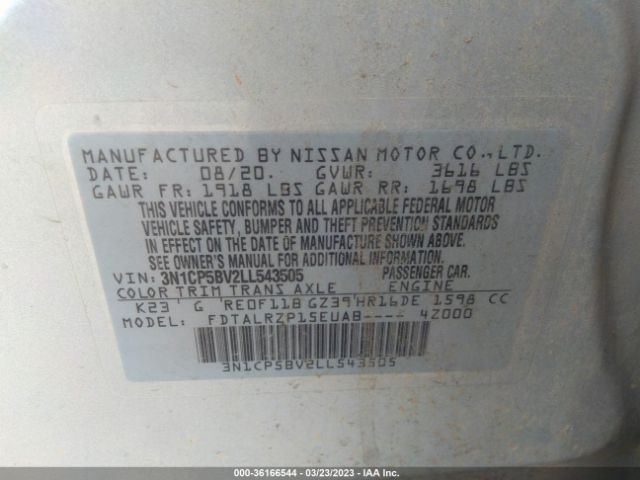 MANUFACTURED BY NISSAN MOTOR CO., LTD.
DATE: 08/20. GVWR: 3616 LBS
GAWR FR: 1918 LBS GAWR RR: 1698 LBS
THIS VEHICLE CONFORMS TO ALL APPLICABLE FEDERAL MOTOR
VEHICLE SAFETY, BUMPER AND THEFT PREVENTION STANDARDS
IN EFFECT ON THE DATE OF MANUFACTURE SHOWN ABOVE.
SEE OWNER'S MANUAL FOR ADDITIONAL INFORMATION.
VIN: 3N1CP5BV2LL543505 PASSENGER CAR.
COLOR TRIM TRANS AXLE ENGINE
K23 G RE0F11B GZ39 HR16DE 1598 CC
MODEL: FDTALRZP15EUAB---- 4Z000
3N1CP5BV2LL543505
000-36166544 / 03/23/2023 - IAA Inc.